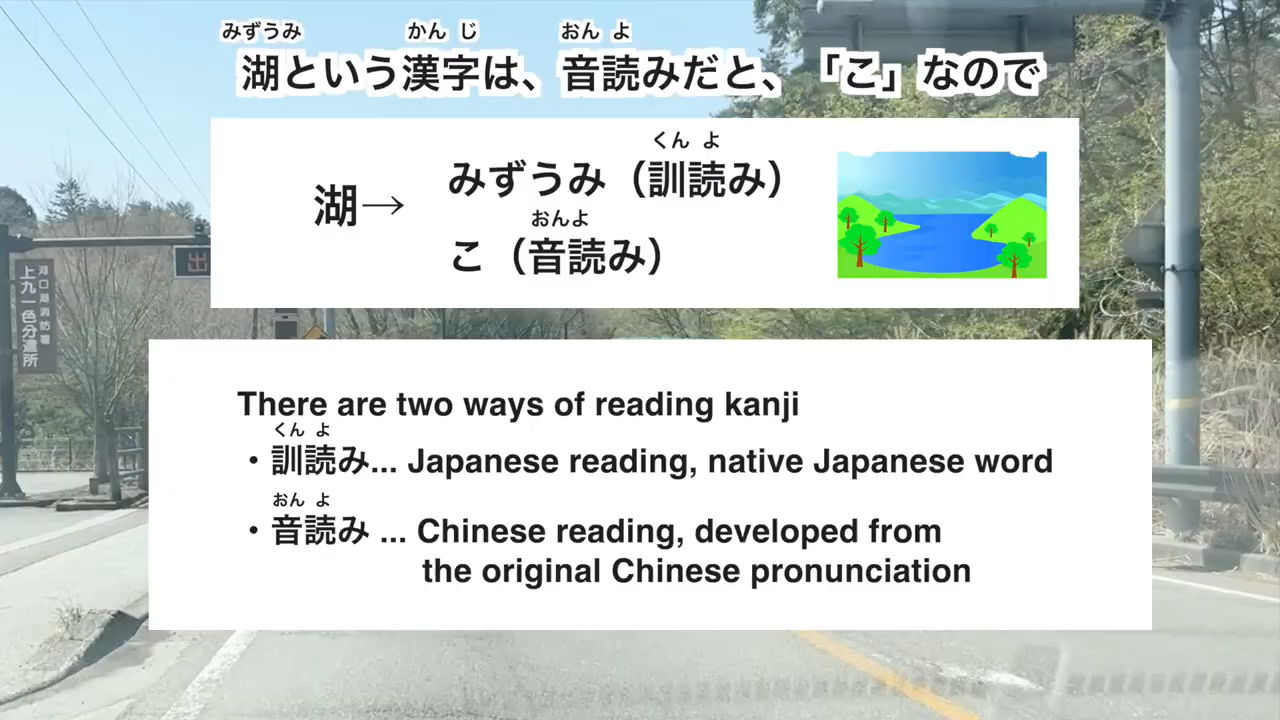 みずうみ かん じ おん よ
湖という漢字は、音読みだと、「こ」なので
くん よ
湖→ みずうみ（訓読み）
おんよ
こ（音読み）
出
河口湖消防署
上九一色分遣所
There are two ways of reading kanji
くん よ
・訓読み... Japanese reading, native Japanese word
おん よ
・音読み ... Chinese reading, developed from
the original Chinese pronunciation